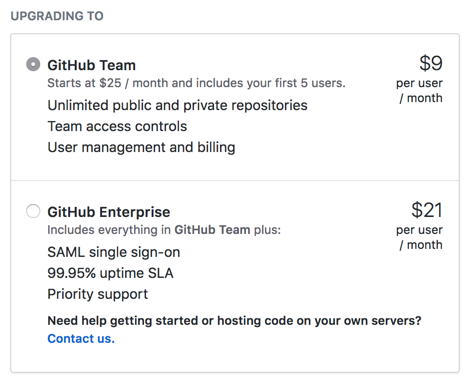 UPGRADING TO
GitHub Team
$9
Starts at $25 / month and includes your first 5 users.
per user
/ month
Unlimited public and private repositories
Team access controls
User management and billing
GitHub Enterprise
$21
Includes everything in GitHub Team plus:
per user
/ month
SAML single sign-on
99.95% uptime SLA
Priority support
Need help getting started or hosting code on your own servers?
Contact us.